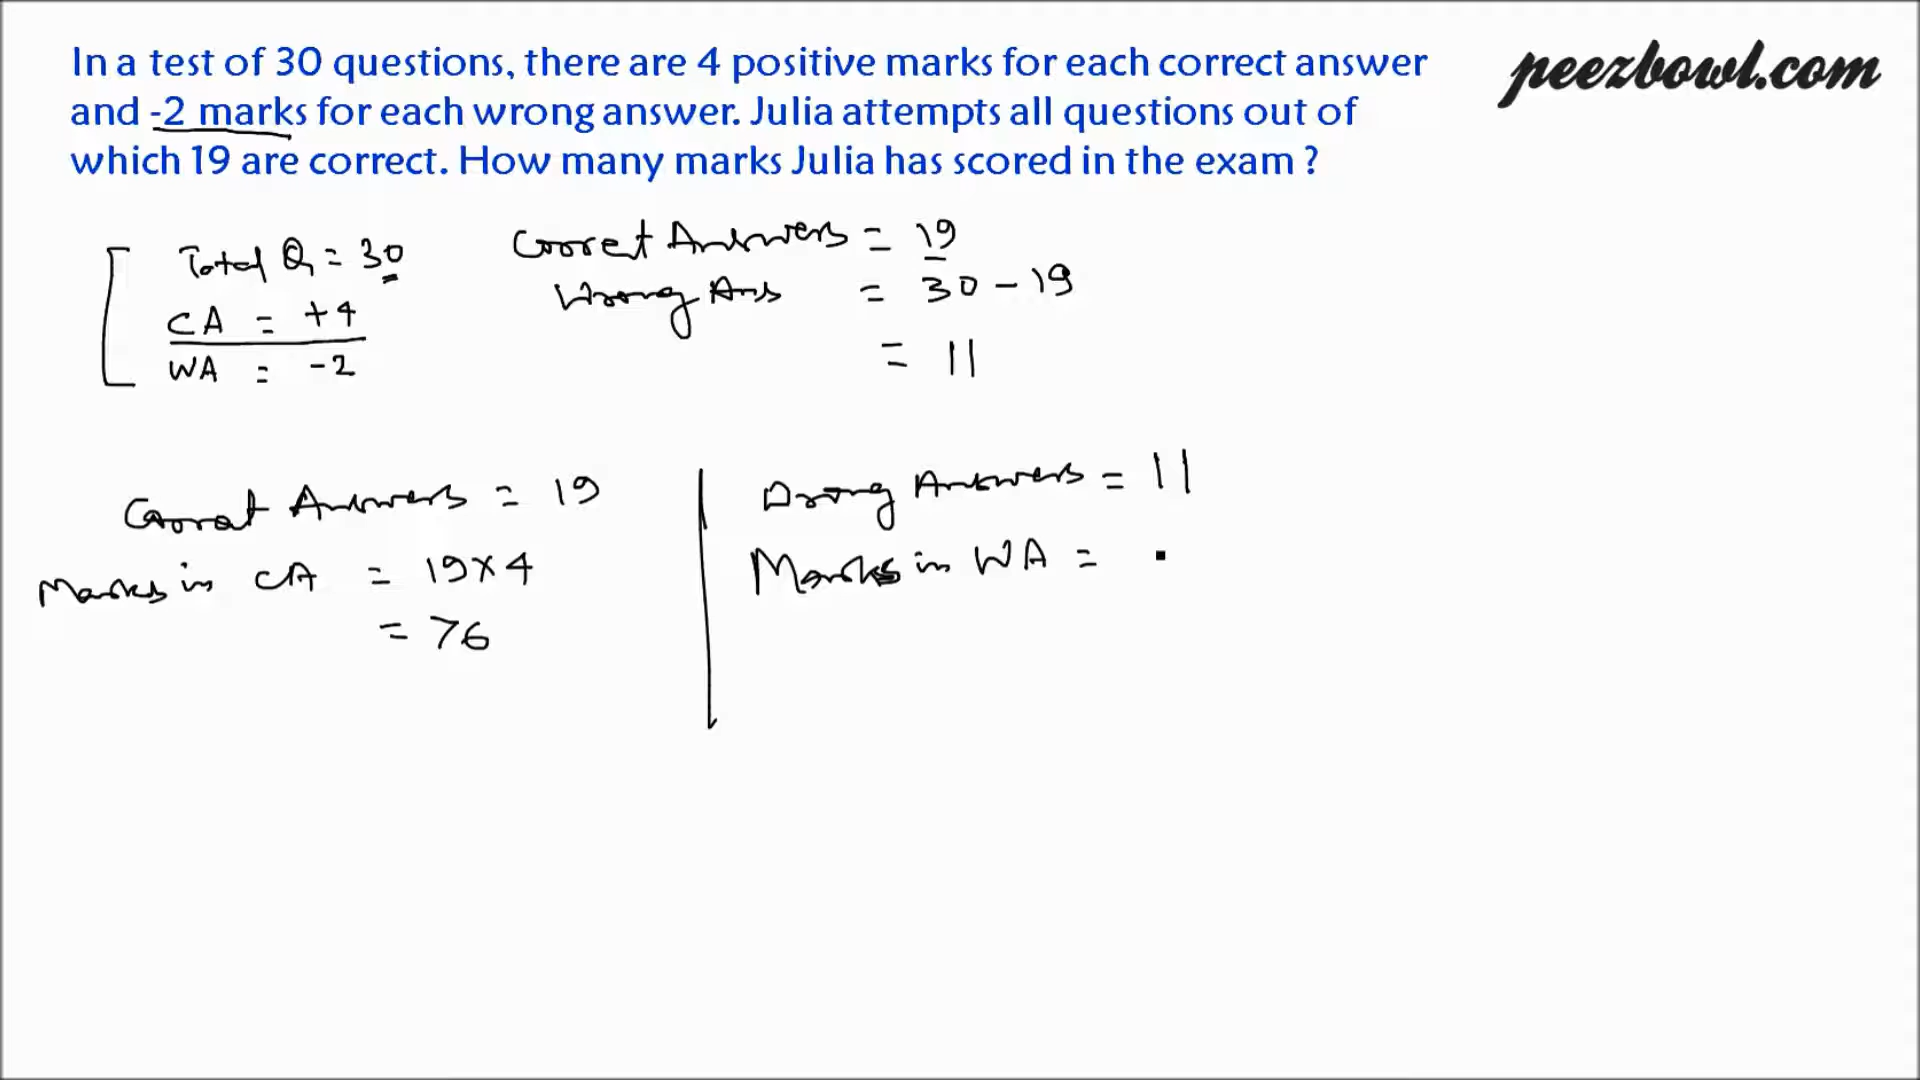 In a test of 30 questions, there are 4 positive marks for each correct answer
and -2 marks for each wrong answer. Julia attempts all questions out of
which 19 are correct. How many marks Julia has scored in the exam ?
peezbowl.com
Total Q = 30
CA = +4
WA = -2
Correct Answers = 19
Wrong Ans = 30 - 19
= 11
Correct Answers = 19
Marks in CA = 19 x 4
= 76
Wrong Answers = 11
Marks in WA =